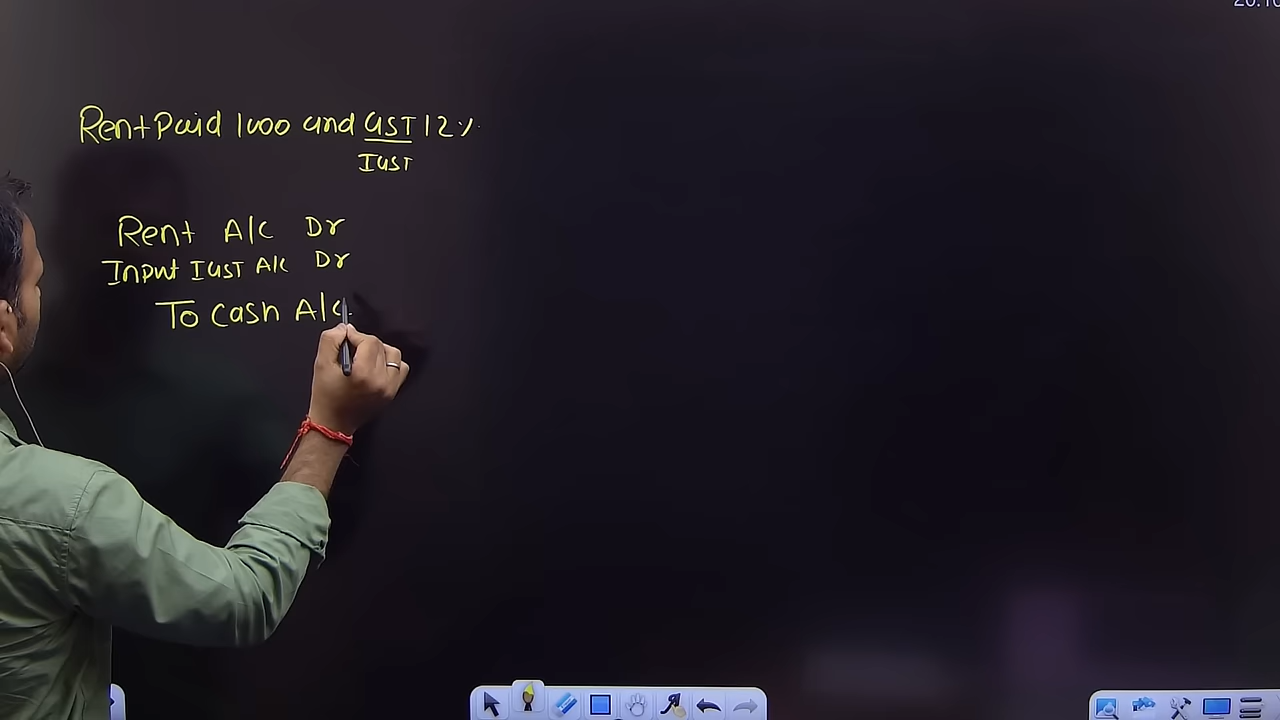 Rent Paid 1000 and GST 12%.
IGST
Rent A/c Dr
Input IGST A/c Dr
To Cash A/c